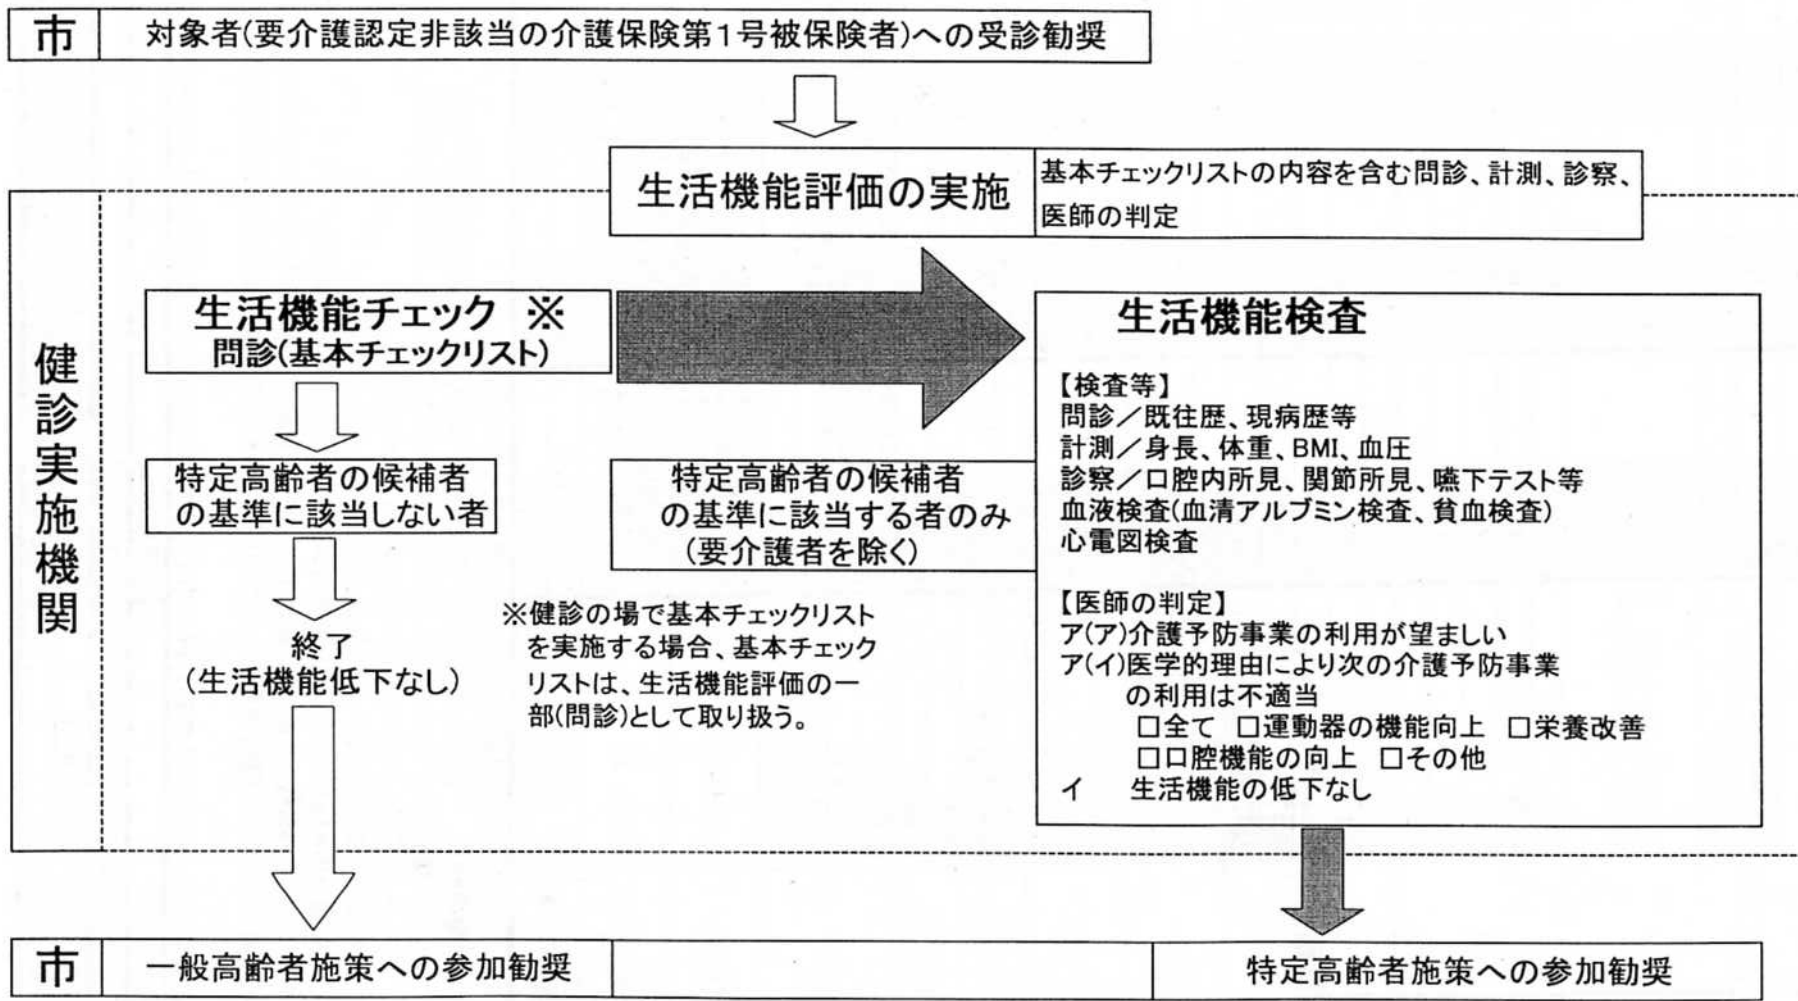 市
対象者(要介護認定非該当の介護保険第1号被保険者)への受診勧奨
生活機能評価の実施
基本チェックリストの内容を含む問診、計測、診察、
医師の判定
健診実施機関
生活機能チェック ※
問診(基本チェックリスト)
特定高齢者の候補者
の基準に該当しない者
終了
(生活機能低下なし)
特定高齢者の候補者
の基準に該当する者のみ
(要介護者を除く)
※健診の場で基本チェックリスト
を実施する場合、基本チェック
リストは、生活機能評価の一
部(問診)として取り扱う。
生活機能検査
【検査等】
問診／既往歴、現病歴等
計測／身長、体重、BMI、血圧
診察／口腔内所見、関節所見、嚥下テスト等
血液検査(血清アルブミン検査、貧血検査)
心電図検査
【医師の判定】
ア(ア)介護予防事業の利用が望ましい
ア(イ)医学的理由により次の介護予防事業
の利用は不適当
□全て □運動器の機能向上 □栄養改善
□口腔機能の向上 □その他
イ 生活機能の低下なし
市
一般高齢者施策への参加勧奨
特定高齢者施策への参加勧奨